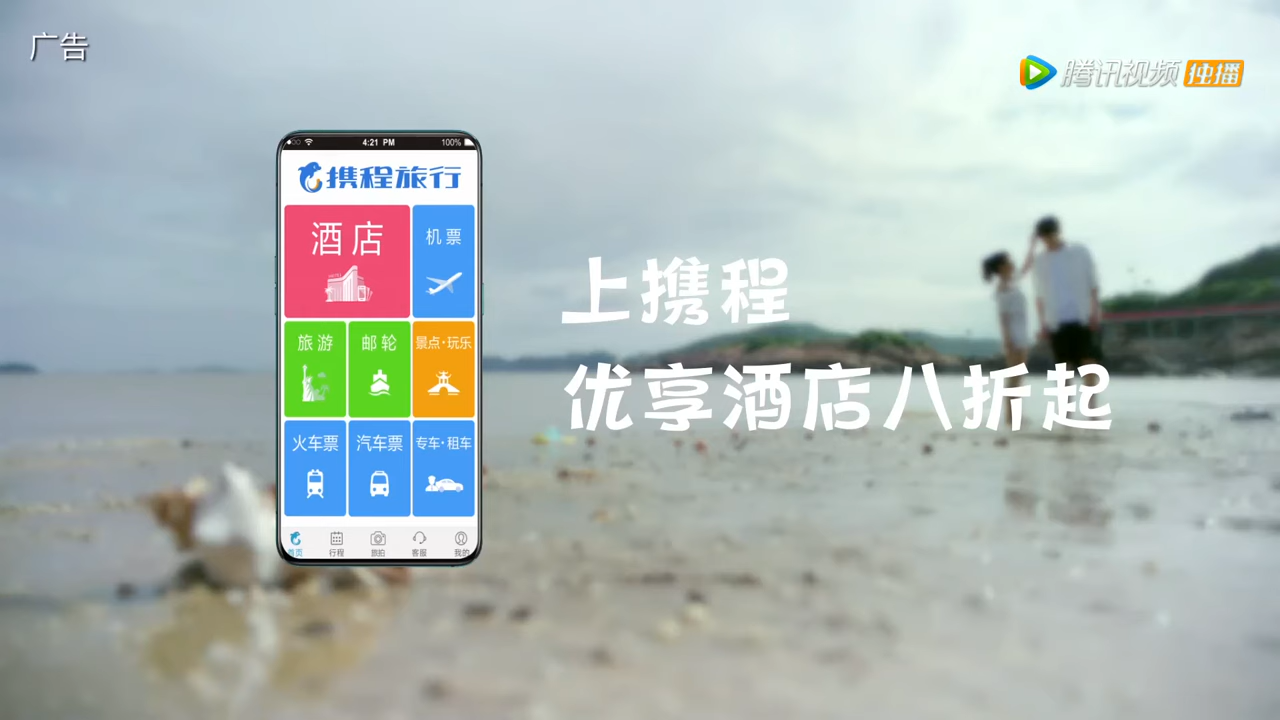 广告
腾讯视频 独播
4:21 PM
100%
携程旅行
酒店
机票
旅游
邮轮
景点·玩乐
火车票
汽车票
专车·租车
首页
行程
旅拍
客服
我的
上携程
优享酒店八折起